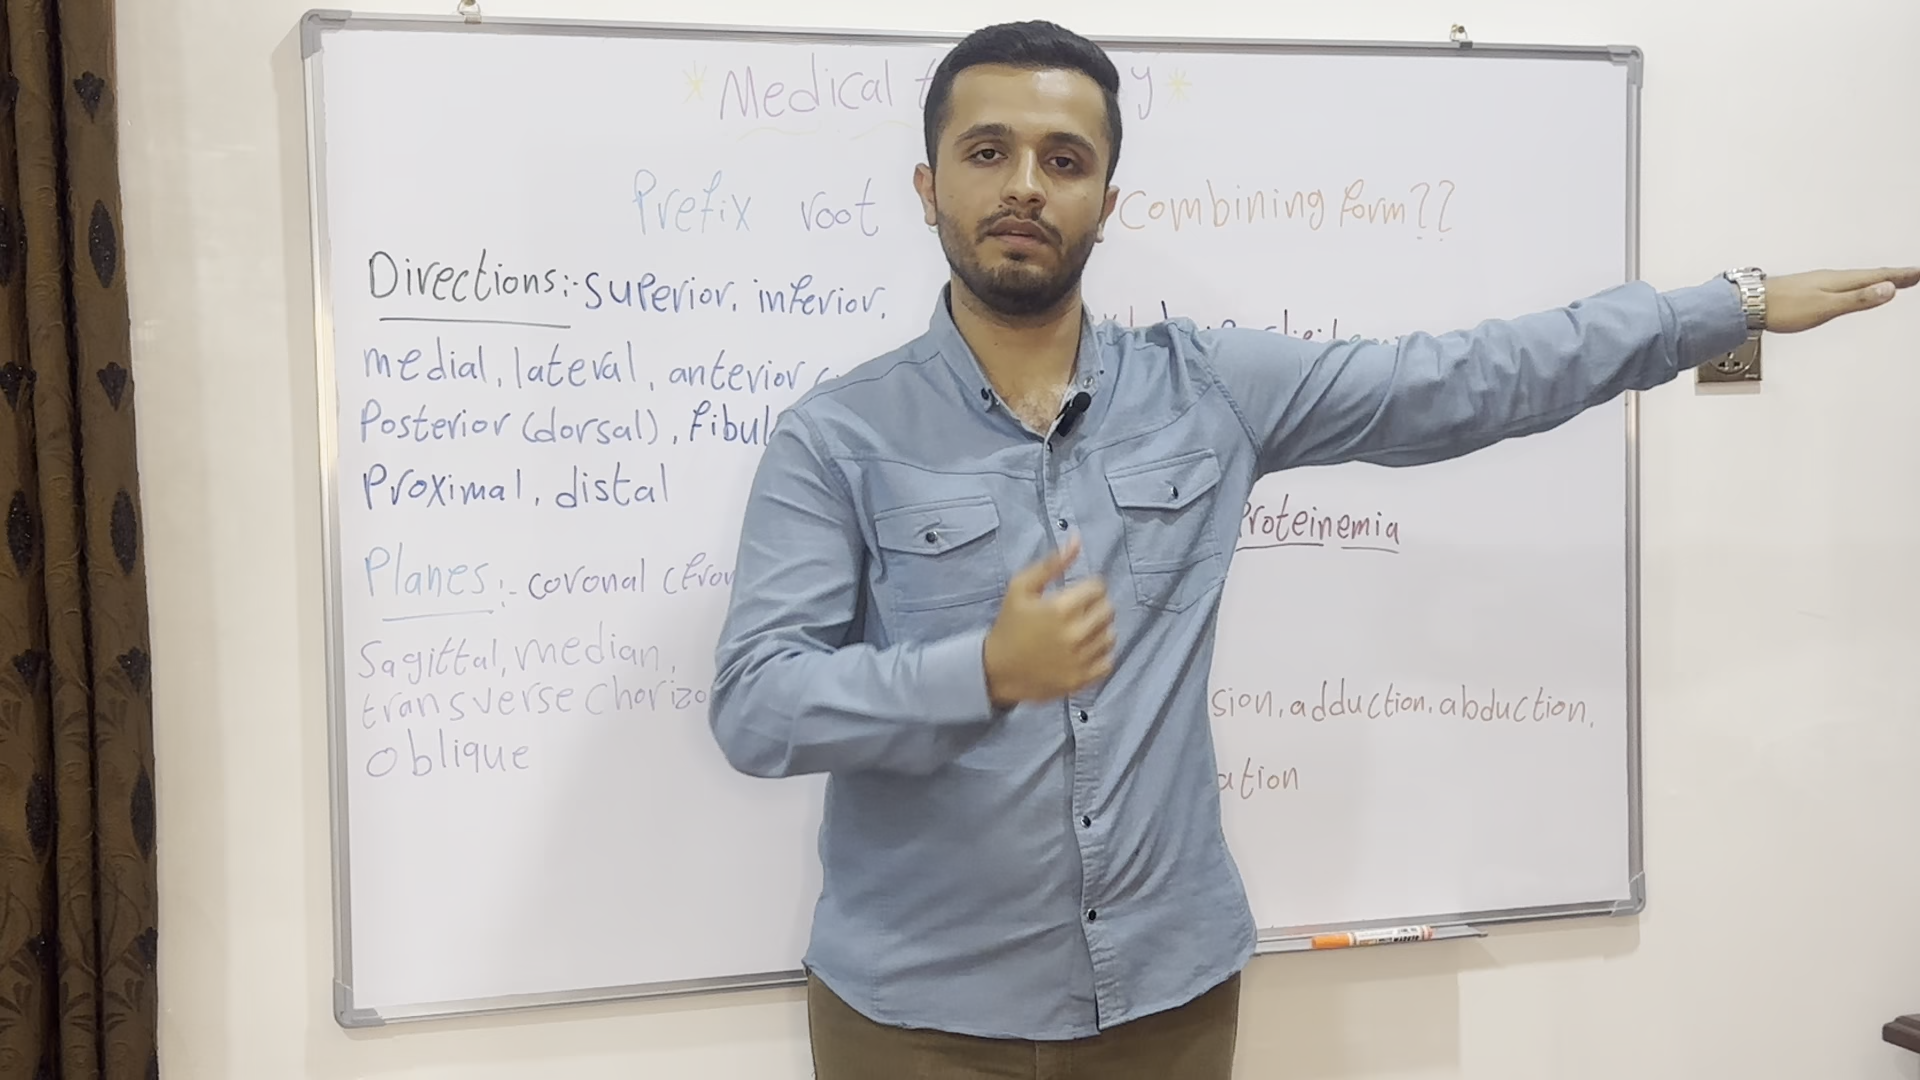 * Medical
Prefix root combining form??
Directions:- superior, inferior,
medial, lateral, anterior
Posterior (dorsal), fibul
Proximal, distal
Proteinemia
Planes:- coronal (fron
Sagittal, median,
transverse (horizo
oblique
sion, adduction, abduction,
ation